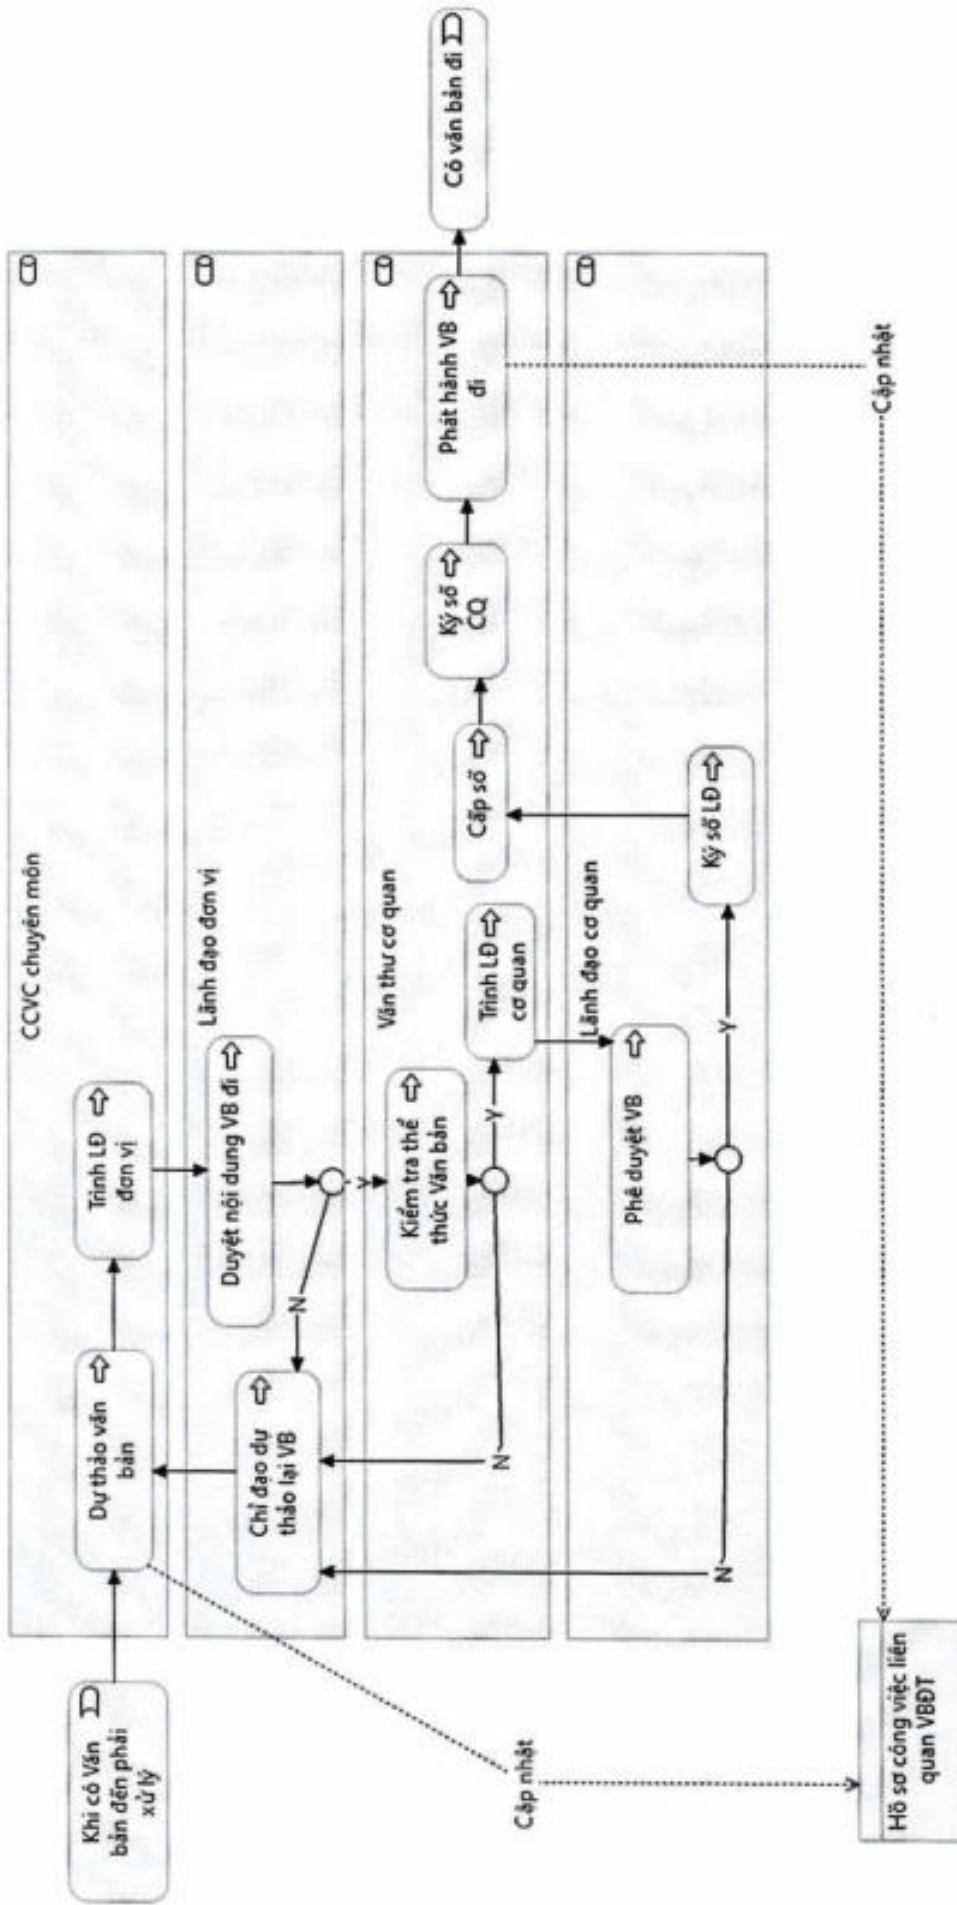 Khi có Văn
bản đến phải
xử lý
CCVC chuyên môn
Dự thảo văn
bản
Trình LĐ
đơn vị
Lãnh đạo đơn vị
Chỉ đạo dự
thảo lại VB
N
Duyệt nội dung VB đi
Y
Văn thư cơ quan
Kiểm tra thể
thức Văn bản
N
Y
Trình LĐ
cơ quan
Cấp số
Ký số
CQ
Phát hành VB
đi
Có văn bản đi
Lãnh đạo cơ quan
Phê duyệt VB
N
Y
Ký số LĐ
Cập nhật
Cập nhật
Hồ sơ công việc liên
quan VBĐT